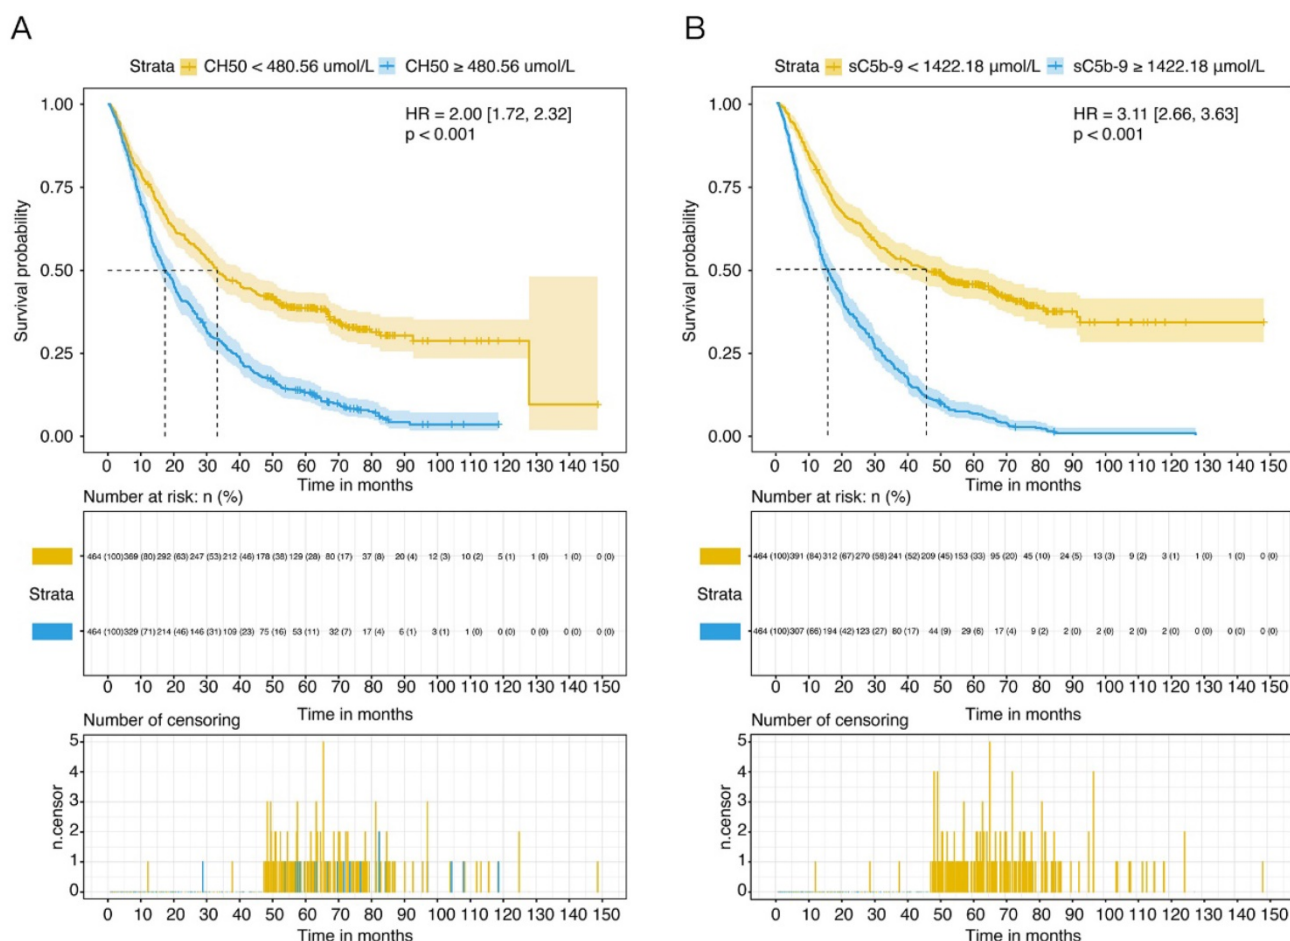 A
Strata CH50 < 480.56 umol/L CH50 ≥ 480.56 umol/L
HR = 2.00 [1.72, 2.32]
p < 0.001
Survival probability
1.00
0.75
0.50
0.25
0.00
0 10 20 30 40 50 60 70 80 90 100 110 120 130 140 150
Time in months
Number at risk: n (%)
464 (100) 369 (80) 292 (63) 247 (53) 212 (46) 178 (38) 129 (28) 80 (17) 37 (8) 20 (4) 12 (3) 10 (2) 5 (1) 1 (0) 1 (0) 0 (0)
Strata
464 (100) 329 (71) 214 (46) 146 (31) 109 (23) 75 (16) 53 (11) 32 (7) 17 (4) 6 (1) 3 (1) 1 (0) 0 (0) 0 (0) 0 (0) 0 (0)
0 10 20 30 40 50 60 70 80 90 100 110 120 130 140 150
Time in months
Number of censoring
n.censor
5
4
3
2
1
0
0 10 20 30 40 50 60 70 80 90 100 110 120 130 140 150
Time in months
B
Strata sC5b-9 < 1422.18 μmol/L sC5b-9 ≥ 1422.18 μmol/L
HR = 3.11 [2.66, 3.63]
p < 0.001
Survival probability
1.00
0.75
0.50
0.25
0.00
0 10 20 30 40 50 60 70 80 90 100 110 120 130 140 150
Time in months
Number at risk: n (%)
464 (100) 391 (84) 312 (67) 270 (58) 241 (52) 209 (45) 153 (33) 95 (20) 45 (10) 24 (5) 13 (3) 9 (2) 3 (1) 1 (0) 1 (0) 0 (0)
Strata
464 (100) 307 (66) 194 (42) 123 (27) 80 (17) 44 (9) 29 (6) 17 (4) 9 (2) 2 (0) 2 (0) 2 (0) 0 (0) 0 (0) 0 (0)
0 10 20 30 40 50 60 70 80 90 100 110 120 130 140 150
Time in months
Number of censoring
n.censor
5
4
3
2
1
0
0 10 20 30 40 50 60 70 80 90 100 110 120 130 140 150
Time in months